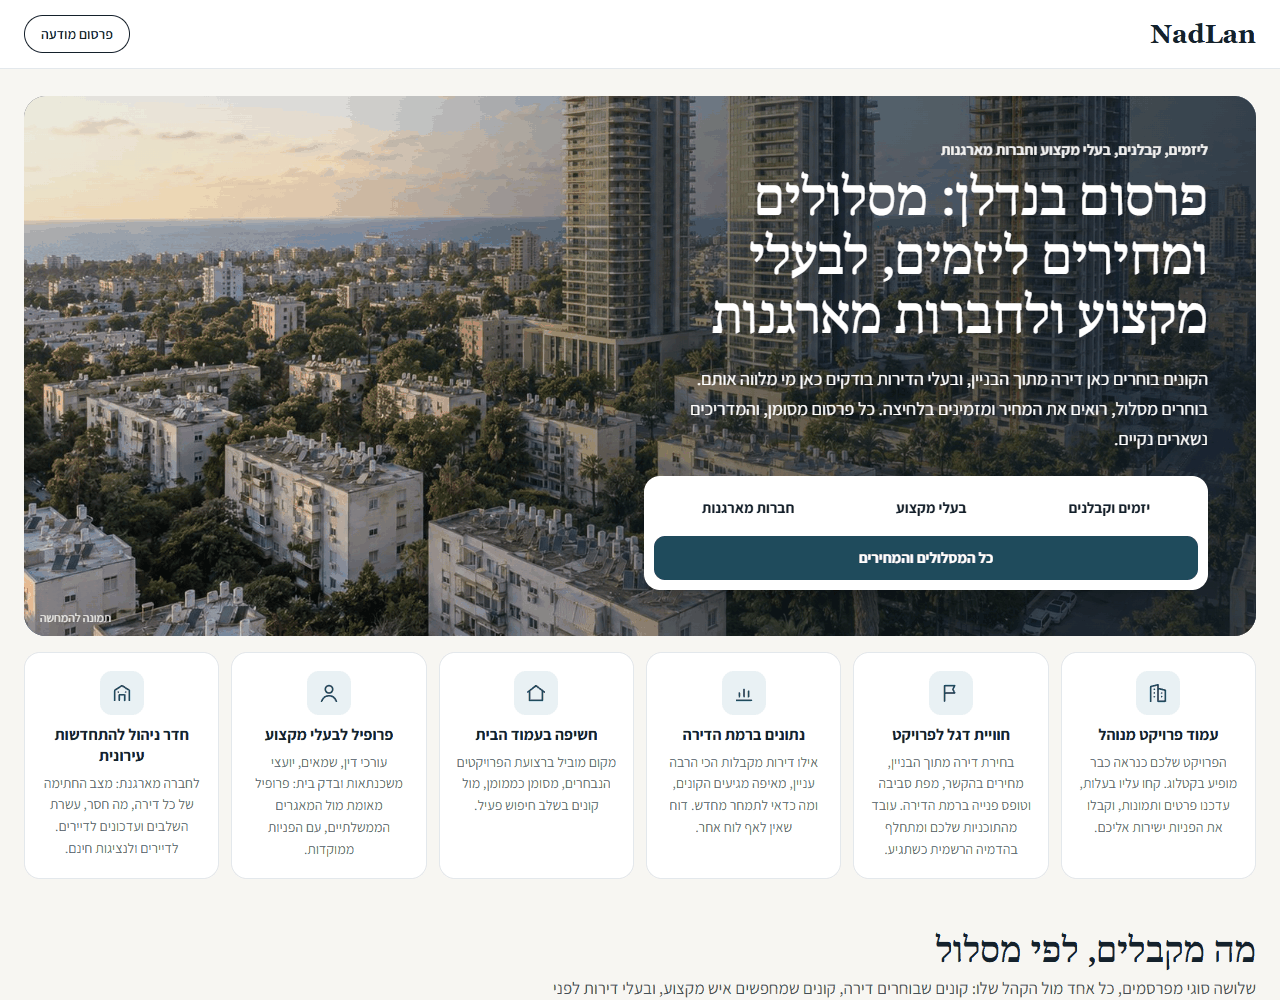 NadLan
פרסום מודעה
ליזמים, קבלנים, בעלי מקצוע וחברות מארגנות
פרסום בנדלן: מסלולים
ומחירים ליזמים, לבעלי
מקצוע ולחברות מארגנות
הקונים בוחרים כאן דירה מתוך הבניין, ובעלי הדירות בודקים כאן מי מלווה אותם.
בוחרים מסלול, רואים את המחיר ומזמינים בלחיצה. כל פרסום מסומן, והמדריכים
נשארים נקיים.
יזמים וקבלנים
בעלי מקצוע
חברות מארגנות
כל המסלולים והמחירים
תמונה להמחשה
עמוד פרויקט מנוהל
הפרויקט שלכם כנראה כבר
מופיע בקטלוג. קחו עליו בעלות,
עדכנו פרטים ותמונות, וקבלו
את הפניות ישירות אליכם.
חוויית דגל לפרויקט
בחירת דירה מתוך הבניין,
מחירים בהקשר, מפת סביבה
וטופס פנייה ברמת הדירה. עובד
מהתוכניות שלכם ומתחלף
בהדמיה הרשמית כשתגיע.
נתונים ברמת הדירה
אילו דירות מקבלות הכי הרבה
עניין, מאיפה מגיעים הקונים,
ומה כדאי לתמחר מחדש. דוח
שאין לאף לוח אחר.
חשיפה בעמוד הבית
מקום מוביל ברצועת הפרויקטים
הנבחרים, מסומן כממומן, מול
קונים בשלב חיפוש פעיל.
פרופיל לבעלי מקצוע
עורכי דין, שמאים, יועצי
משכנתאות ובדק בית: פרופיל
מאומת מול המאגרים
הממשלתיים, עם הפניות
ממוקדות.
חדר ניהול להתחדשות
עירונית
לחברה מארגנת: מצב החתימה
של כל דירה, מה חסר, עשרת
השלבים ועדכונים לדיירים.
לדיירים ולנציגות חינם.
מה מקבלים, לפי מסלול
שלושה סוגי מפרסמים, כל אחד מול הקהל שלו: קונים שבוחרים דירה, קונים שמחפשים איש מקצוע, ובעלי דירות לפני